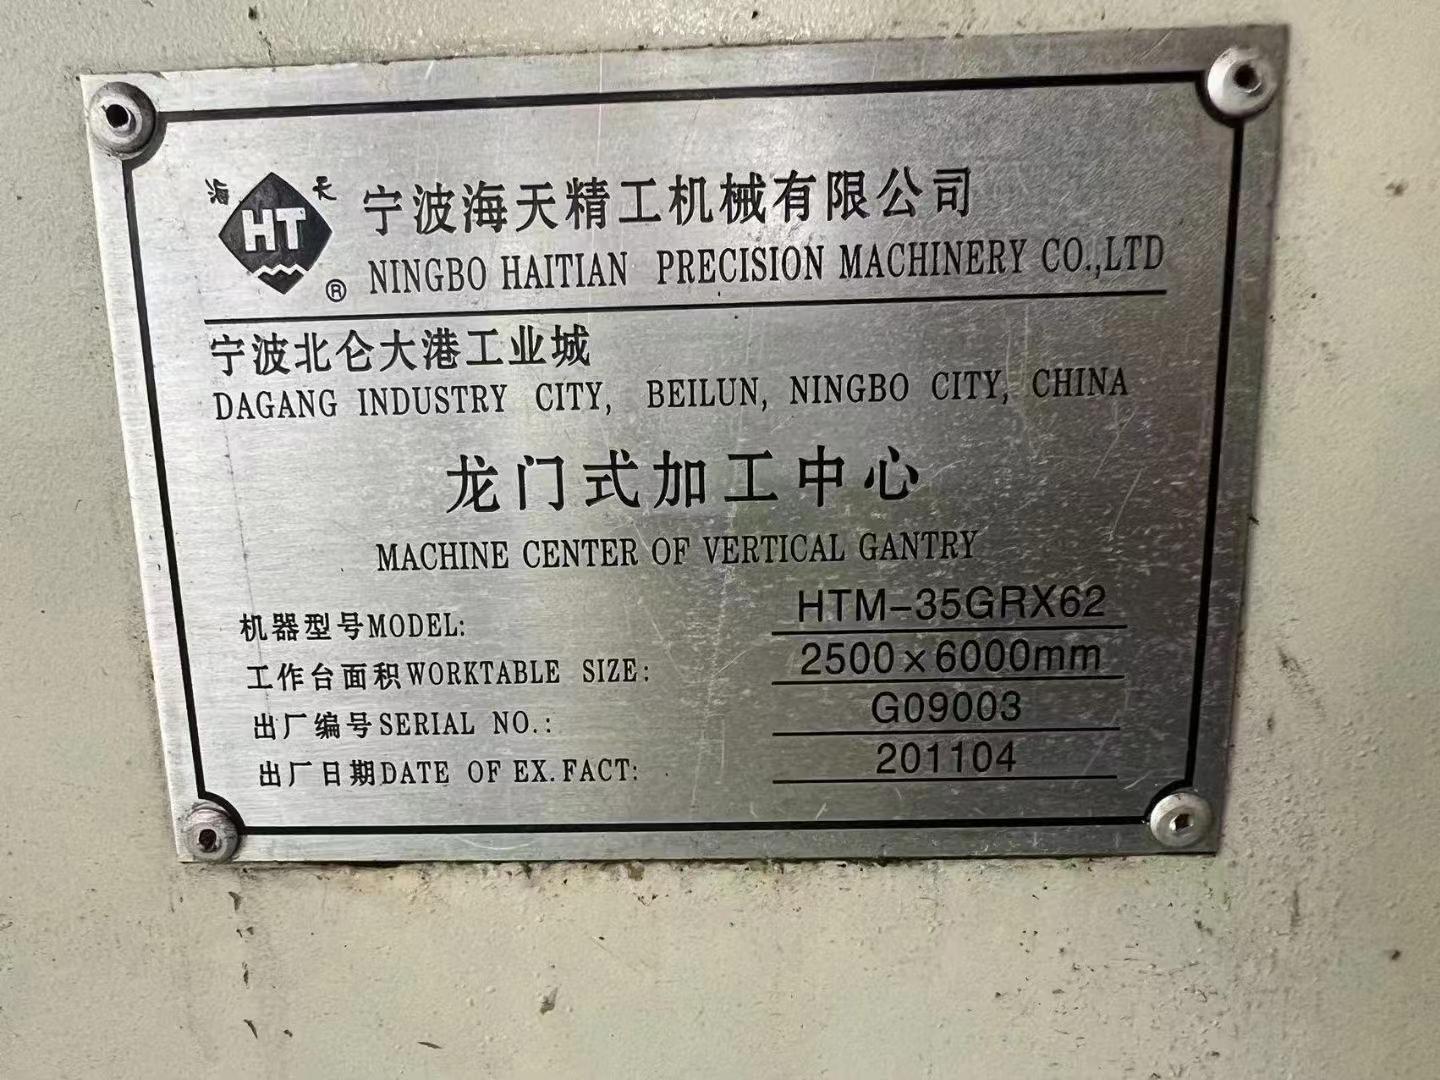 海天 HT ®
宁波海天精工机械有限公司
NINGBO HAITIAN PRECISION MACHINERY CO.,LTD
宁波北仑大港工业城
DAGANG INDUSTRY CITY, BEILUN, NINGBO CITY, CHINA
龙门式加工中心
MACHINE CENTER OF VERTICAL GANTRY
机器型号MODEL: HTM-35GRX62
工作台面积WORKTABLE SIZE: 2500×6000mm
出厂编号SERIAL NO.: G09003
出厂日期DATE OF EX.FACT: 201104